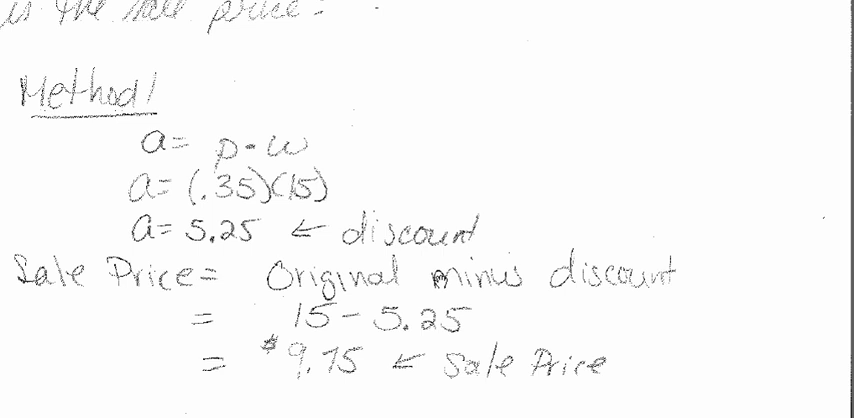 is the sale price?
Method 1
a = p · w
a = (.35)(15)
a = 5.25 ← discount
Sale Price = Original minus discount
= 15 - 5.25
= $9.75 ← Sale Price